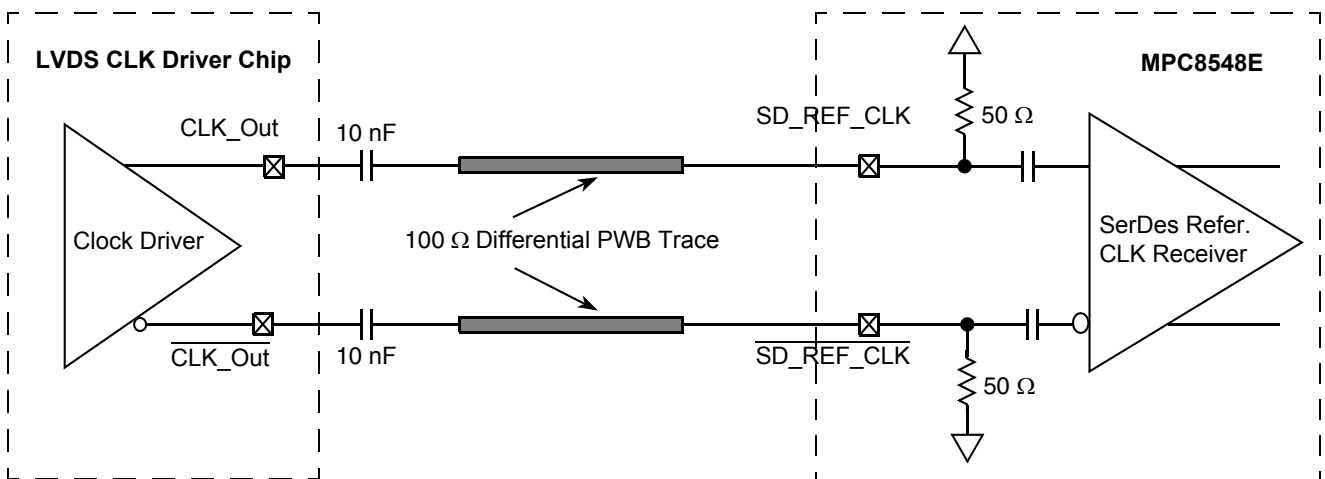 LVDS CLK Driver Chip
MPC8548E
CLK_Out
10 nF
SD_REF_CLK
50 Ω
Clock Driver
100 Ω Differential PWB Trace
SerDes Refer.
CLK Receiver
CLK_Out
10 nF
SD_REF_CLK
50 Ω